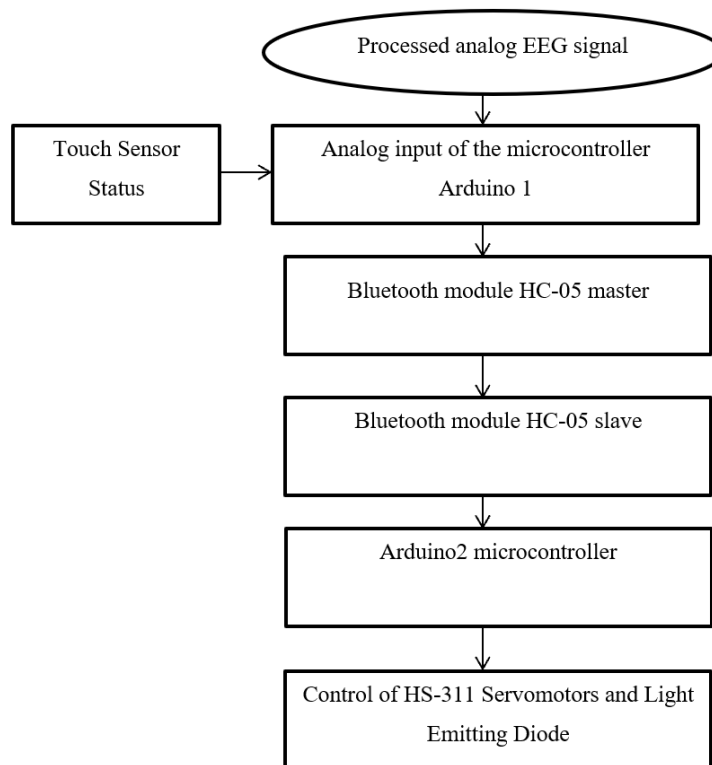 Processed analog EEG signal
Touch Sensor
Status
Analog input of the microcontroller
Arduino 1
Bluetooth module HC-05 master
Bluetooth module HC-05 slave
Arduino2 microcontroller
Control of HS-311 Servomotors and Light
Emitting Diode